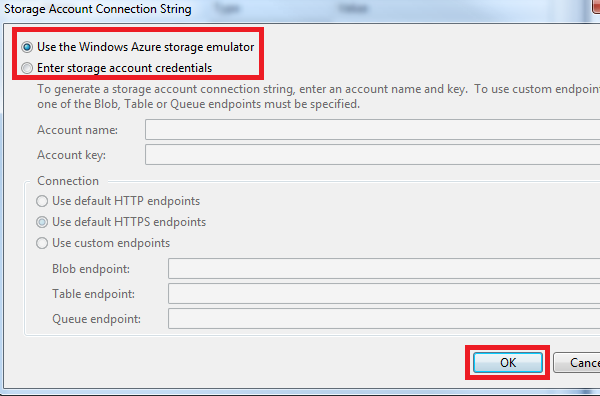 Storage Account Connection String
Use the Windows Azure storage emulator
Enter storage account credentials
To generate a storage account connection string, enter an account name and key. To use custom endpoin
one of the Blob, Table or Queue endpoints must be specified.
Account name:
Account key:
Connection
Use default HTTP endpoints
Use default HTTPS endpoints
Use custom endpoints
Blob endpoint:
Table endpoint:
Queue endpoint:
OK Cance